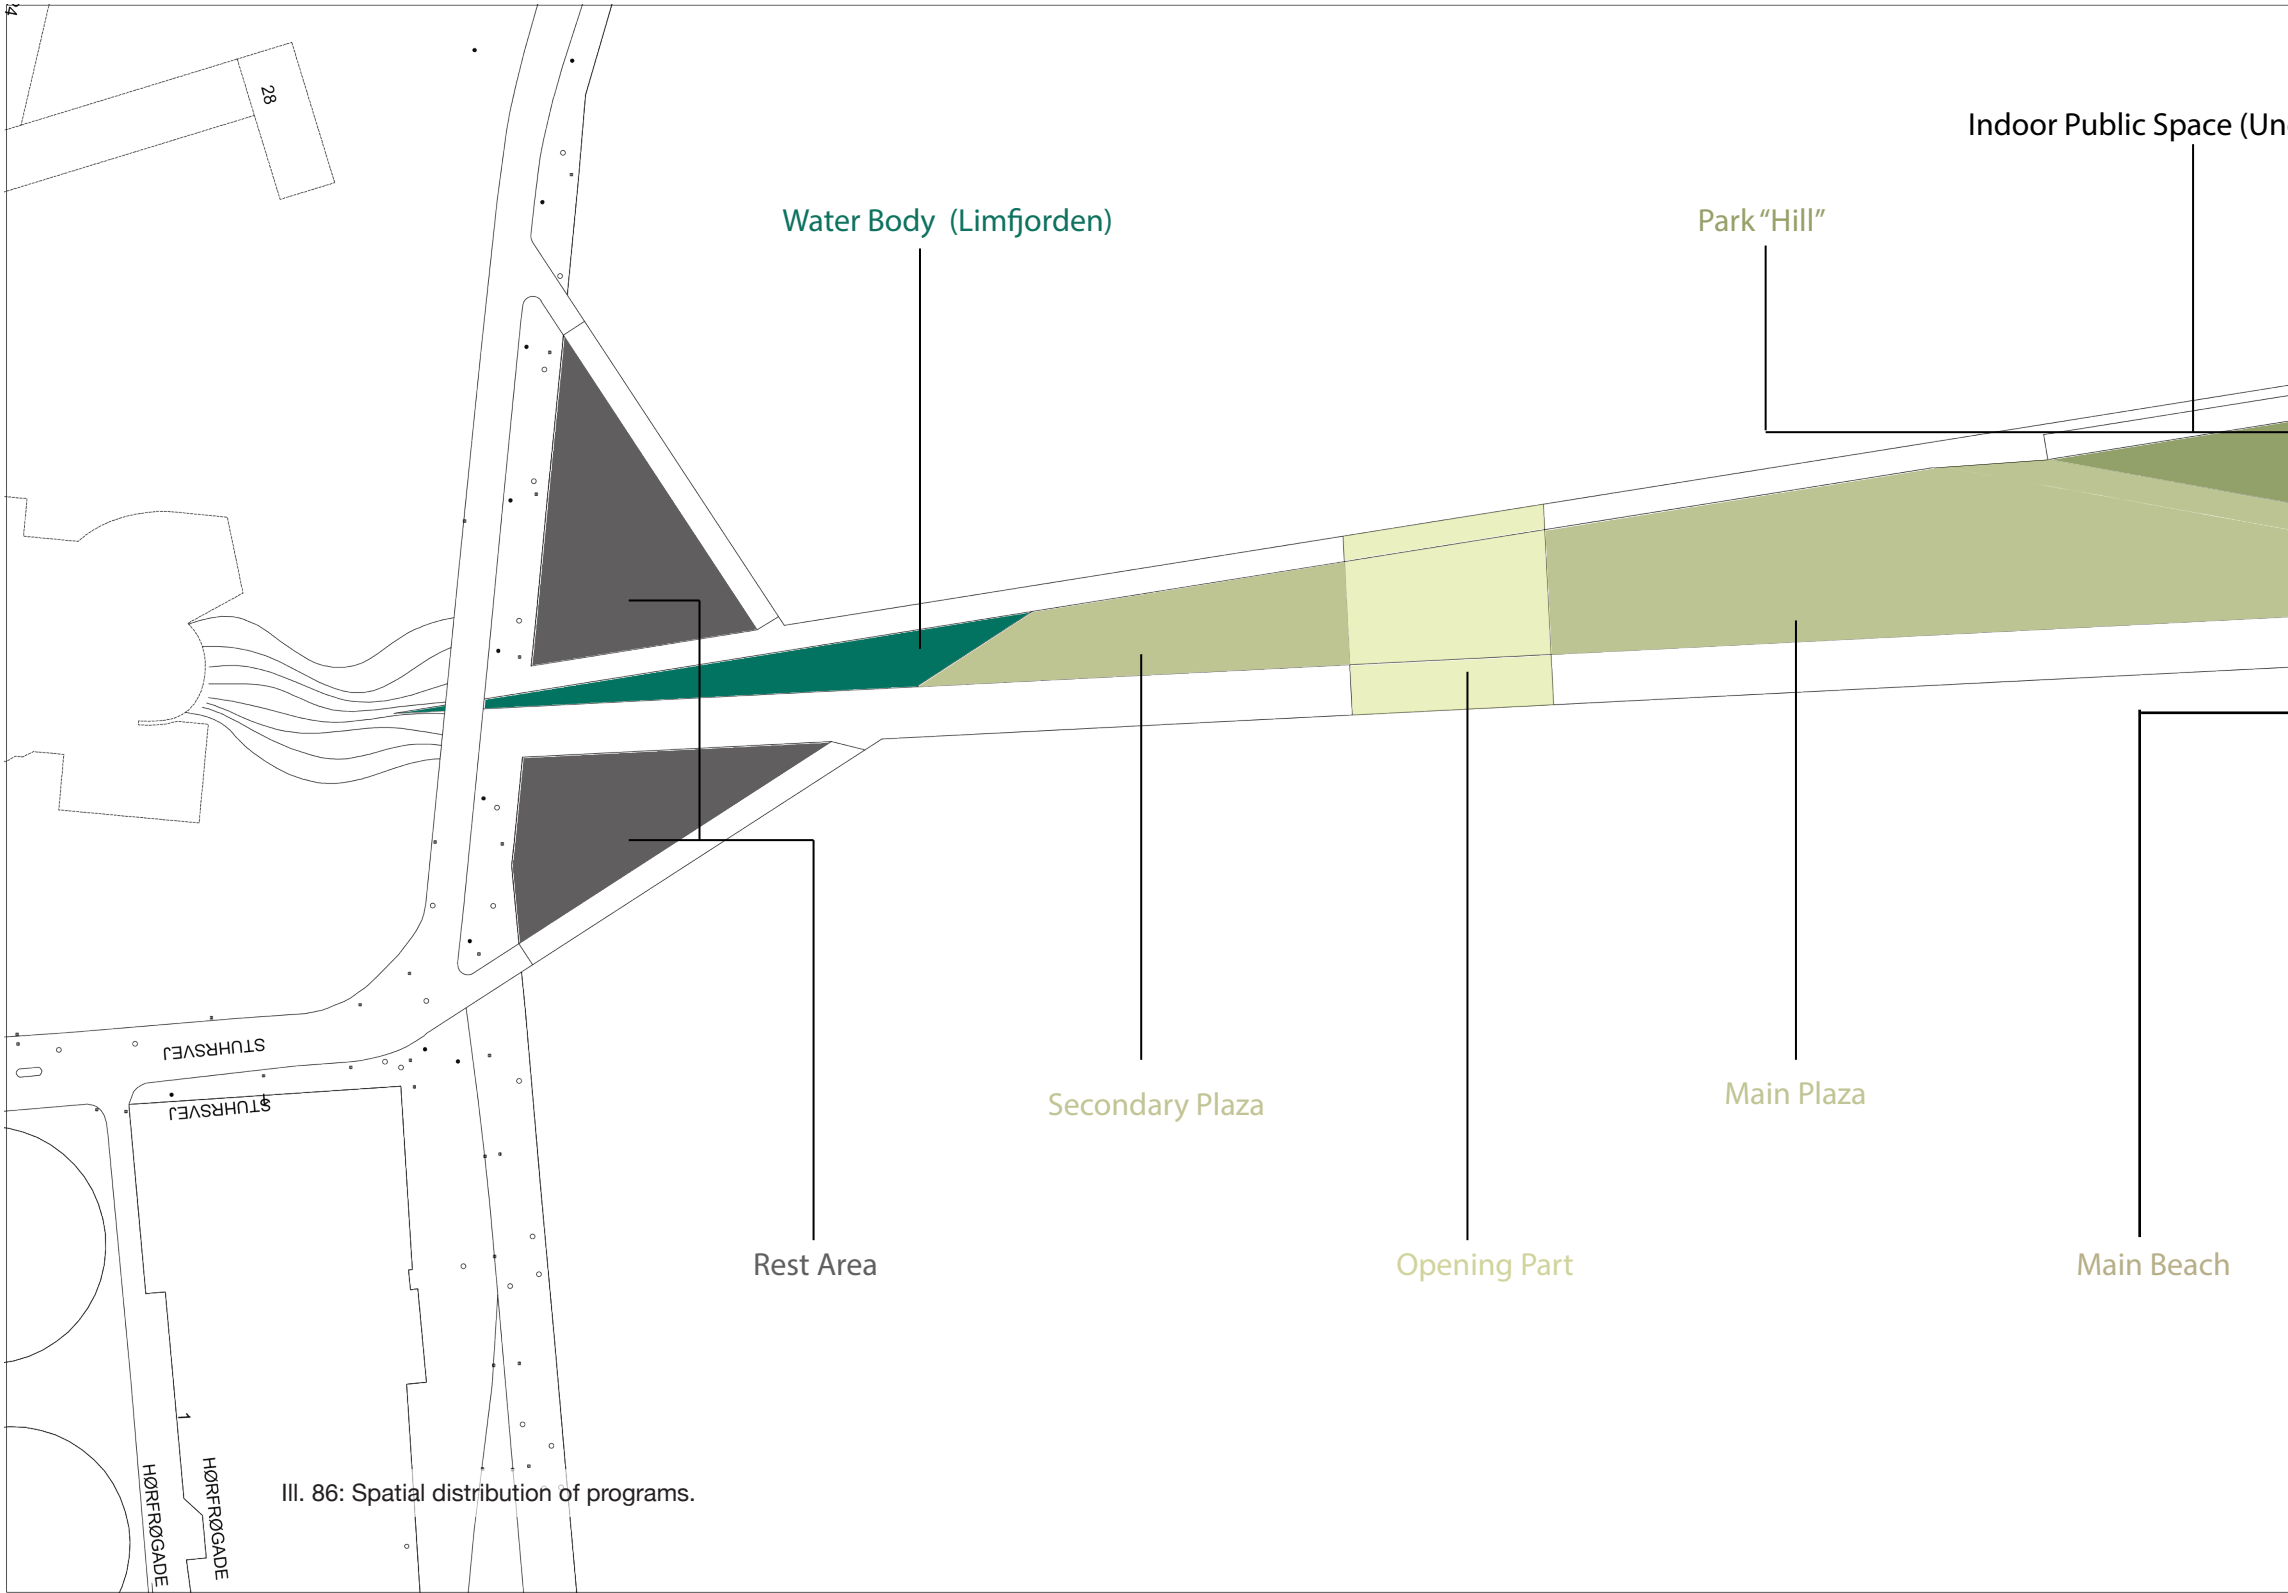 28
Indoor Public Space (Un
Water Body (Limfjorden)
Park “Hill”
STUHRSVEJ
STUHRSVEJ
Secondary Plaza
Main Plaza
Rest Area
Opening Part
Main Beach
1
HØRFRØGADE
HØRFRØGADE
Ill. 86: Spatial distribution of programs.